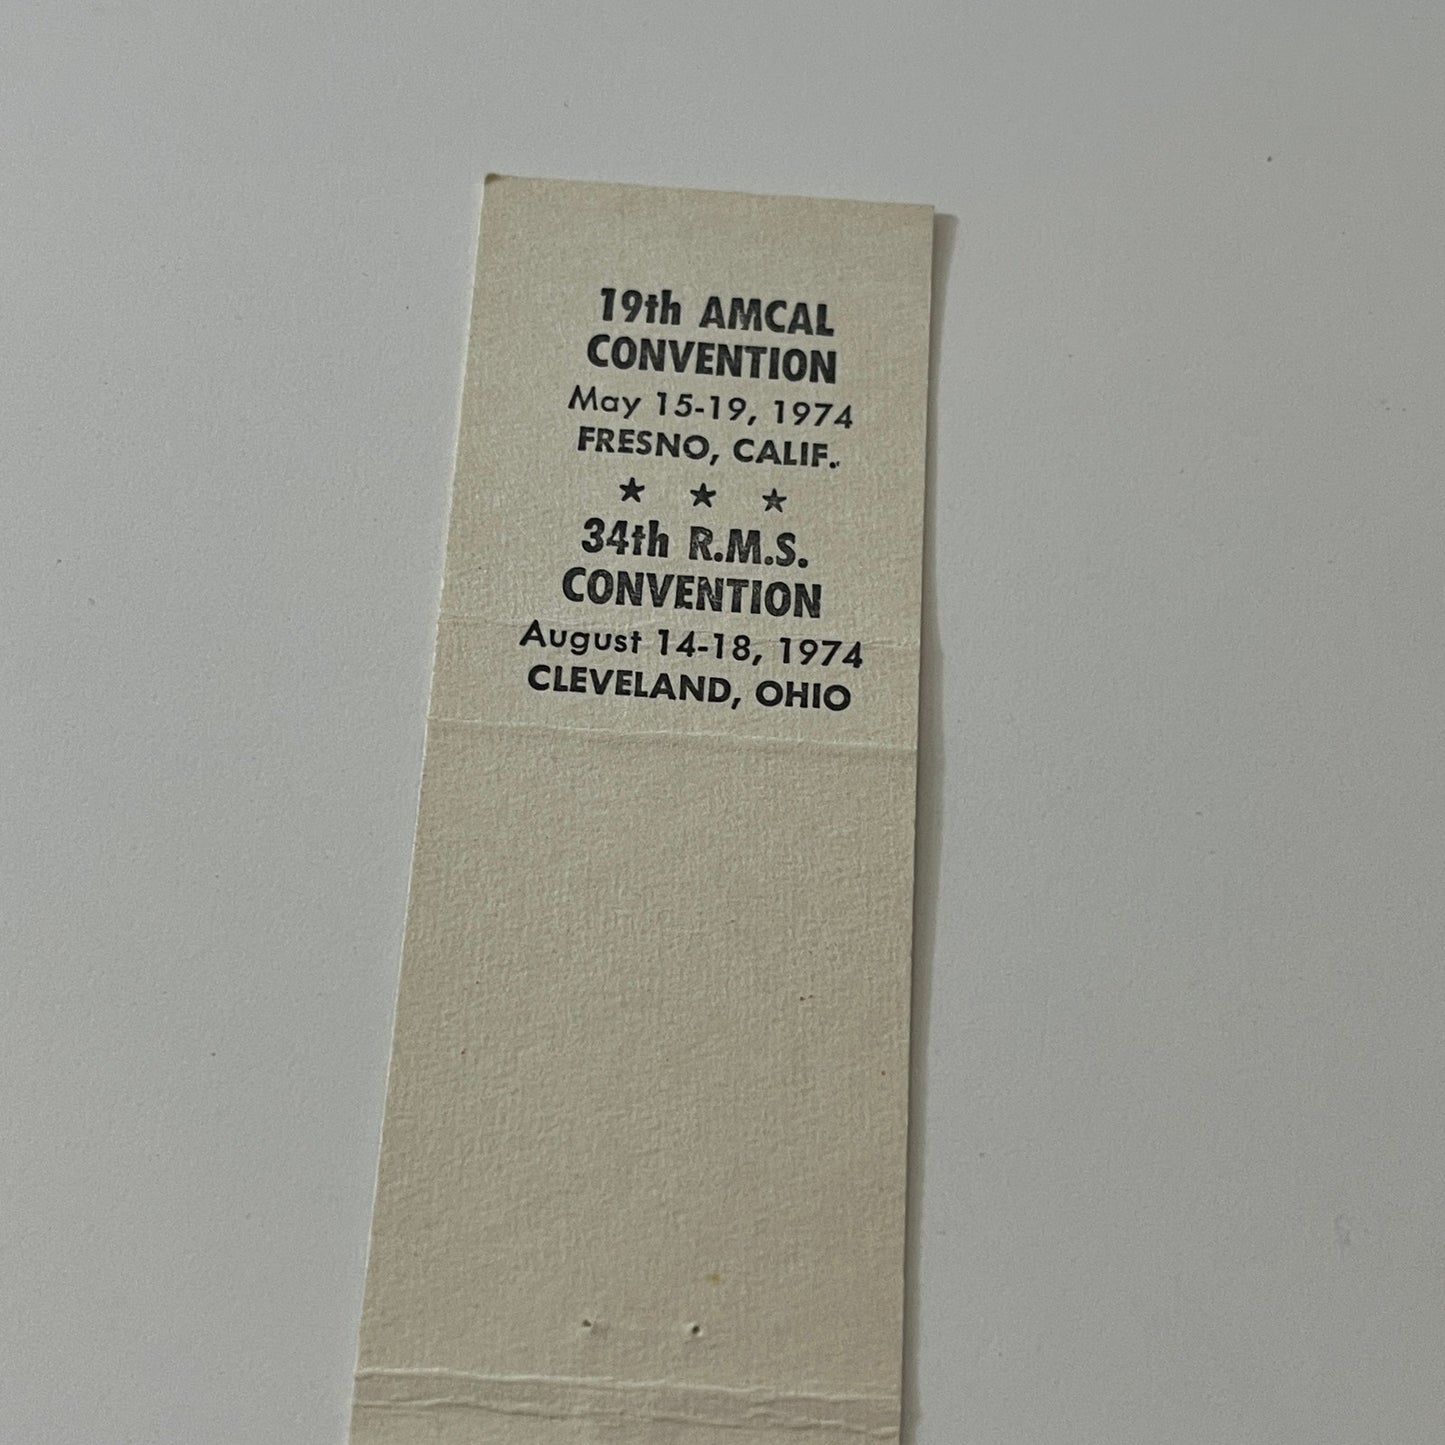 19th AMCAL
CONVENTION
May 15-19, 1974
FRESNO, CALIF.
★ ★ ★
34th R.M.S.
CONVENTION
August 14-18, 1974
CLEVELAND, OHIO